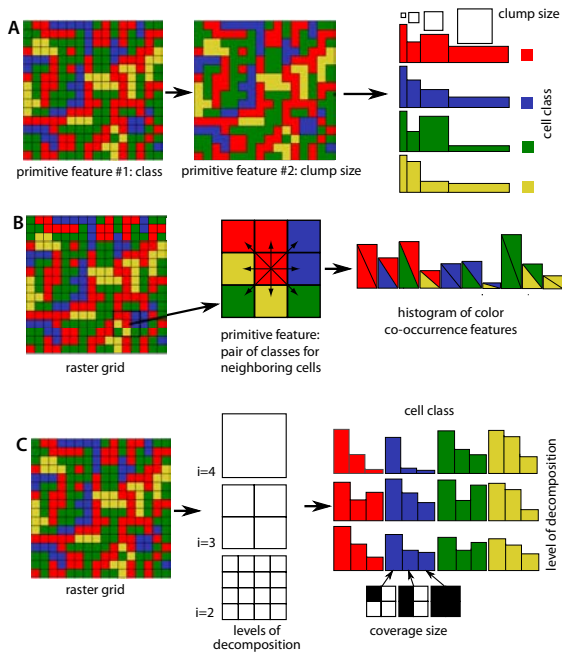 A
clump size
cell class
primitive feature #1: class
primitive feature #2: clump size
B
raster grid
primitive feature:
pair of classes for
neighboring cells
histogram of color
co-occurrence features
C
cell class
i=4
i=3
i=2
level of decomposition
raster grid
levels of
decomposition
coverage size